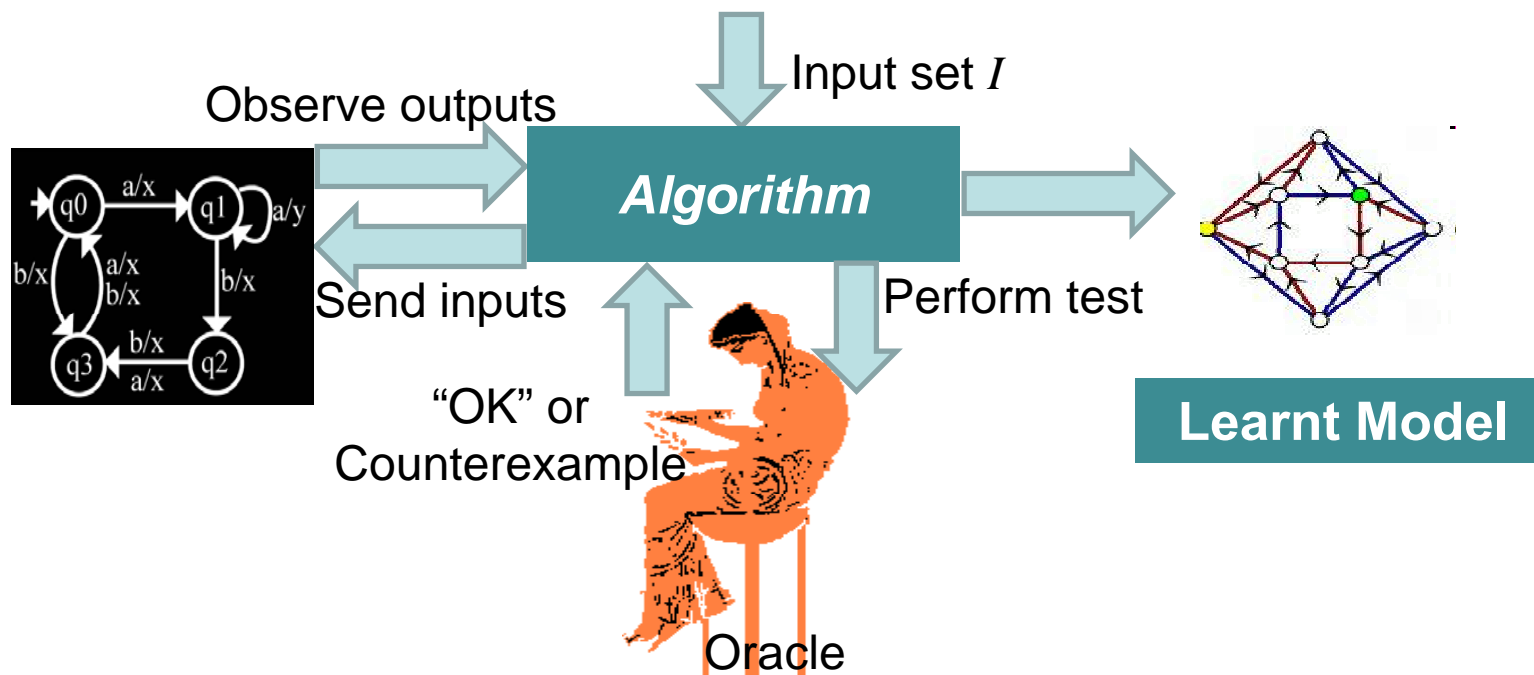 Input set I
Observe outputs
Algorithm
q0
a/x
q1
a/y
b/x
a/x
b/x
b/x
Send inputs
Perform test
q3
b/x
a/x
q2
“OK” or
Counterexample
Learnt Model
Oracle